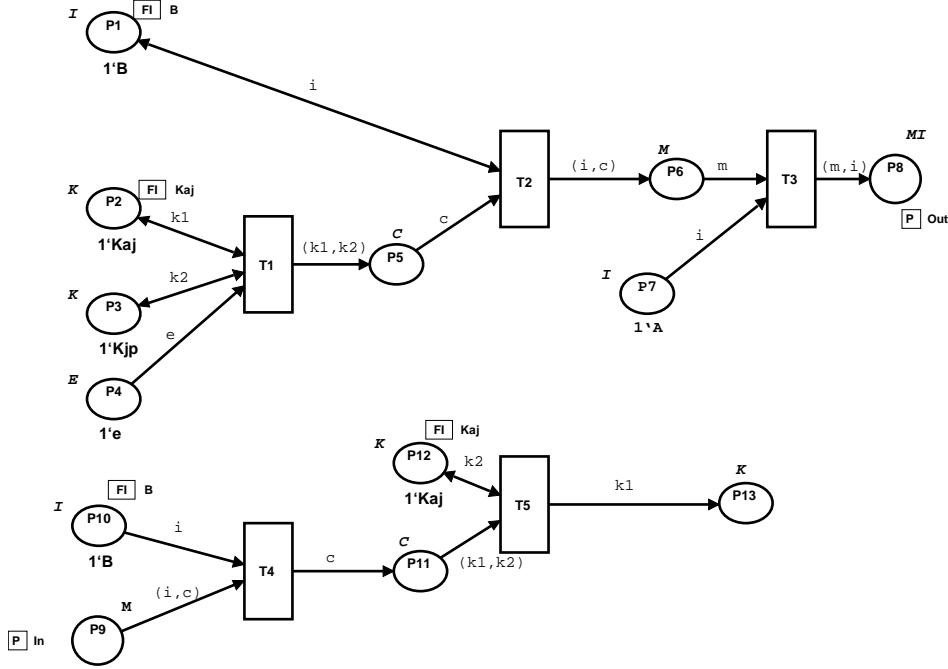 I P1 FI B
1'B
i
T2
(i,c)
M
P6
m
T3
(m,i)
MI
P8
P Out
K P2 FI Kaj
1'Kaj
k1
K P3
1'Kjp
k2
T1
(k1,k2)
C
P5
c
e
E P4
1'e
I P7
1'A
i
K P12 FI Kaj
1'Kaj
k2
T5
k1
K
P13
I P10 FI B
1'B
i
T4
c
C
P11
(k1,k2)
(i,c)
M
P9
P In